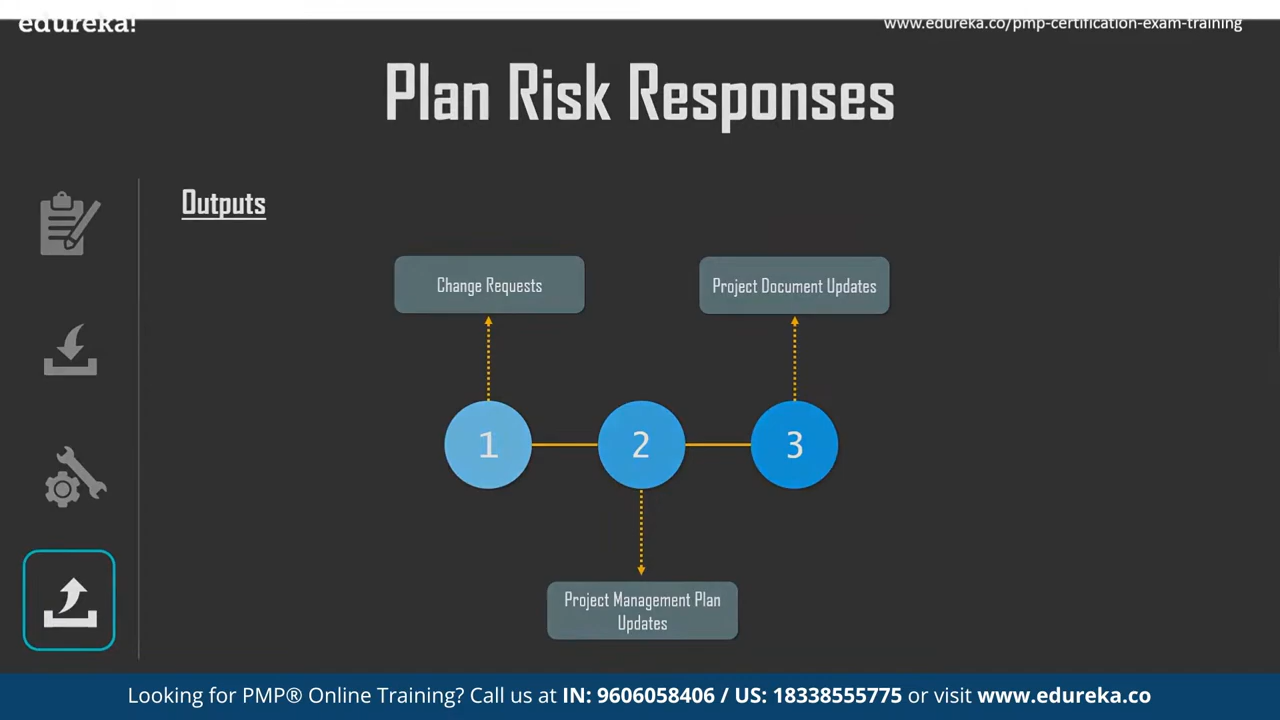 edureka!
www.edureka.co/pmp-certification-exam-training
Plan Risk Responses
Outputs
Change Requests
Project Document Updates
1
2
3
Project Management Plan
Updates
Looking for PMP® Online Training? Call us at IN: 9606058406 / US: 18338555775 or visit www.edureka.co